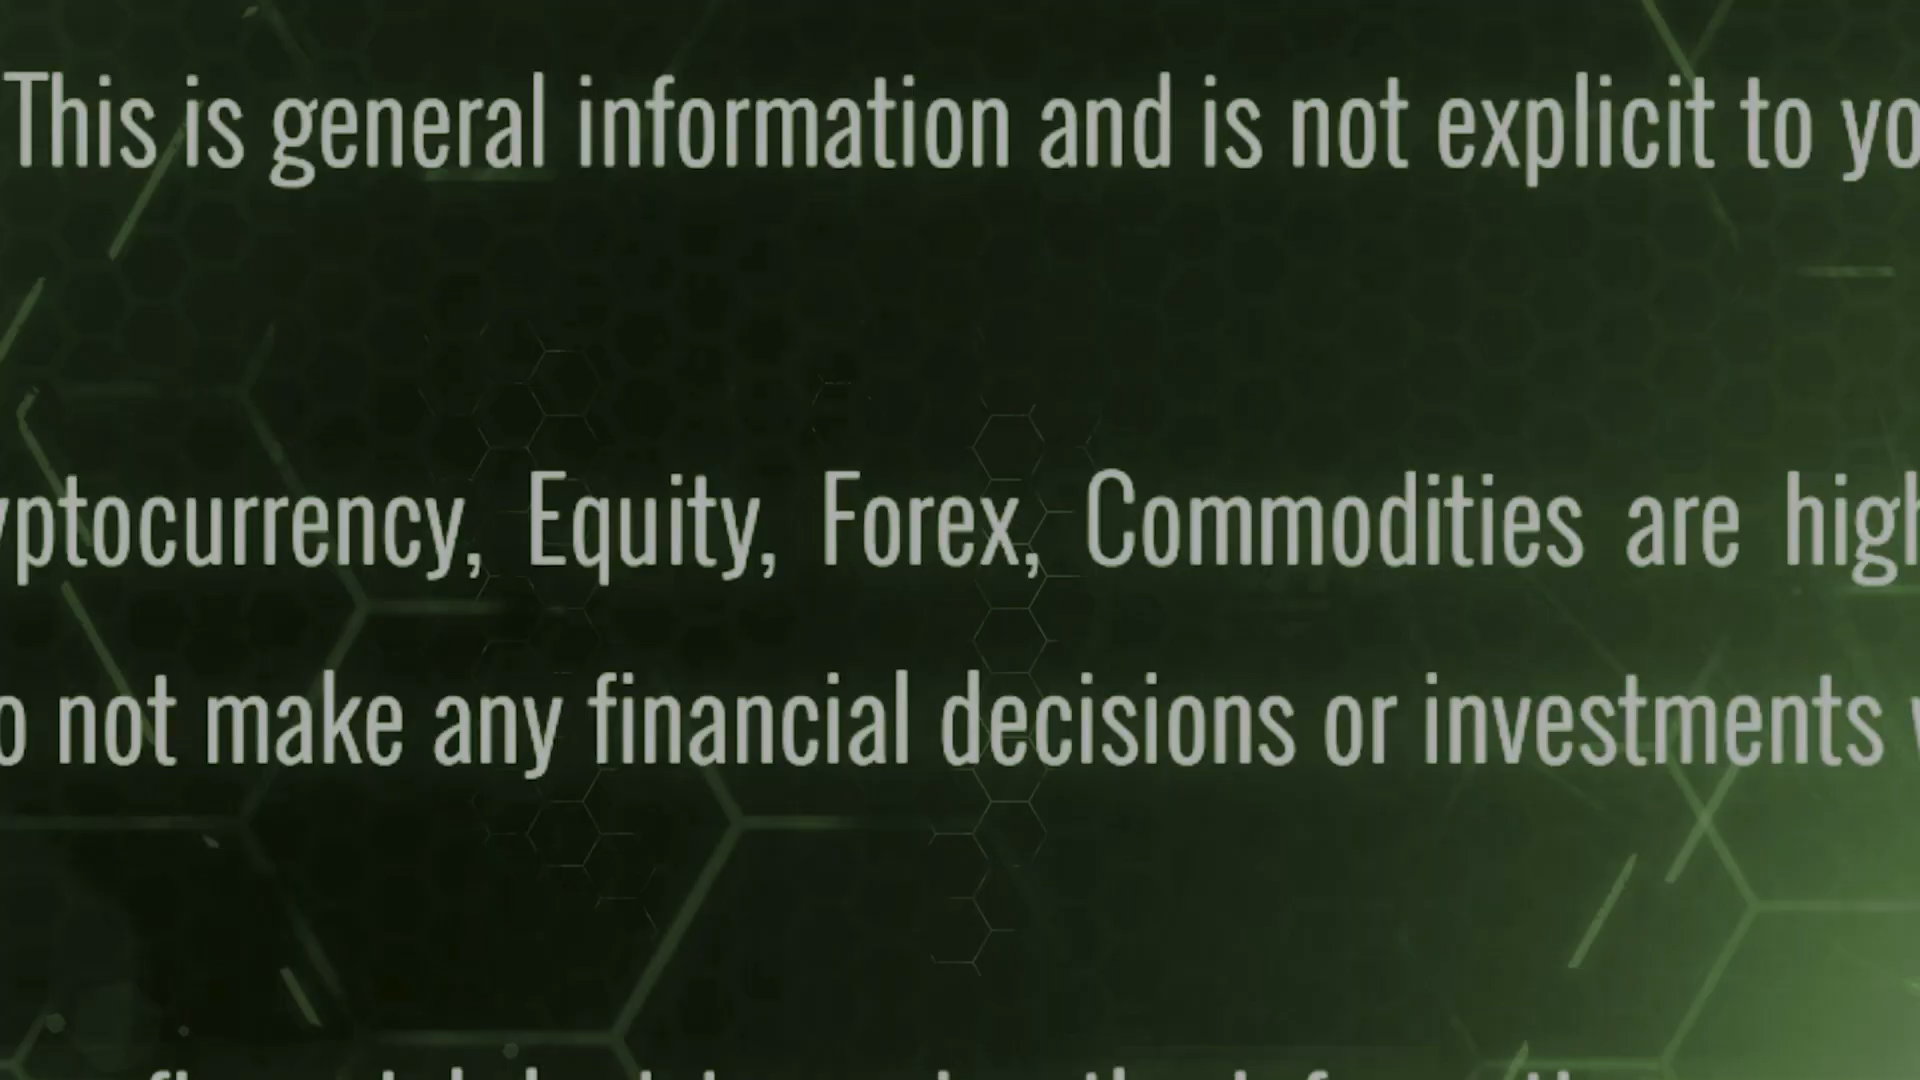 This is general information and is not explicit to yo
yptocurrency, Equity, Forex, Commodities are high
o not make any financial decisions or investments